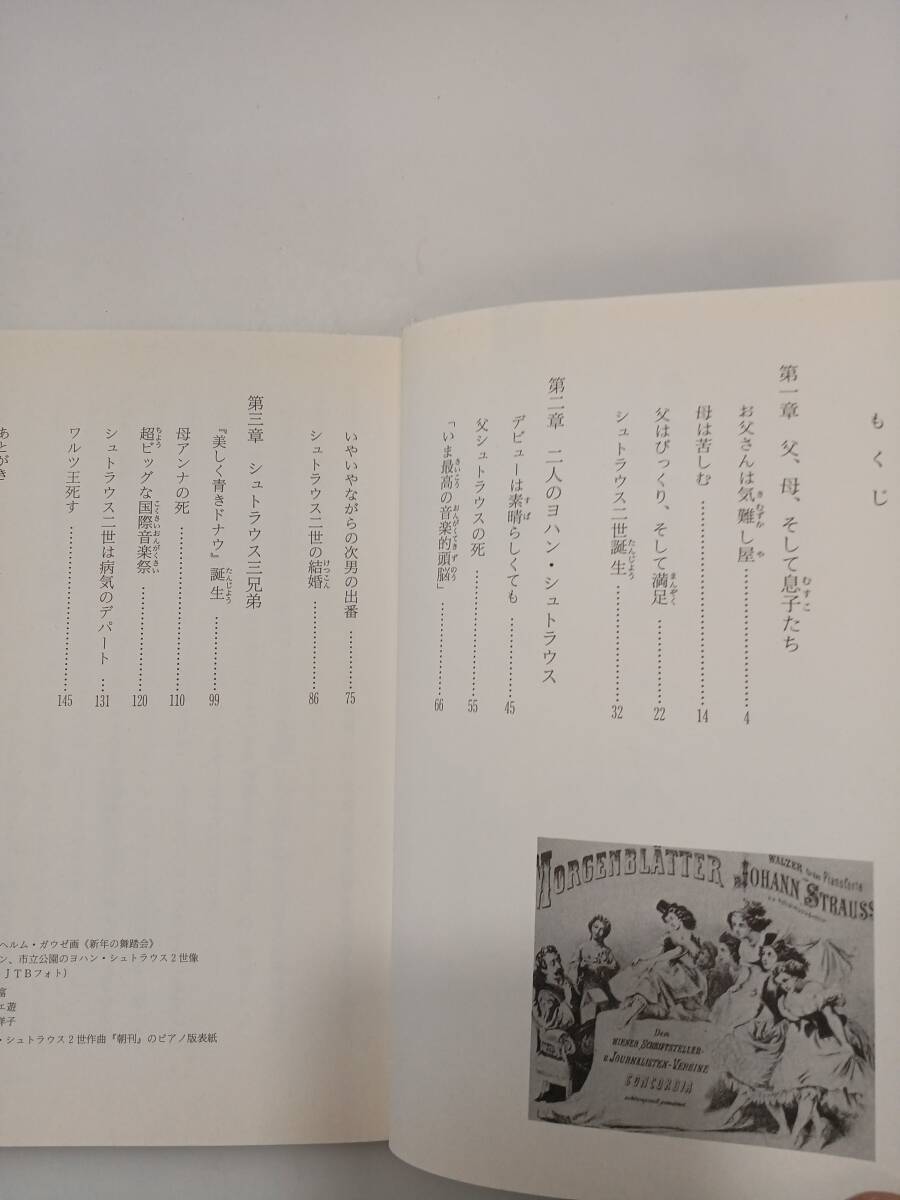 もくじ
第一章 父、母、そして息子たち
お父さんは気難し屋……………4
母は苦しむ……………14
父はびっくり、そして満足……………22
シュトラウス二世誕生……………32
第二章 二人のヨハン・シュトラウス
デビューは素晴らしくても……………45
父シュトラウスの死……………55
「いま最高の音楽的頭脳」……………66
いやいやながらの次男の出番……………75
シュトラウス二世の結婚……………86
第三章 シュトラウス三兄弟
『美しく青きドナウ』誕生……………99
母アンナの死……………110
超ビッグな国際音楽祭……………120
シュトラウス二世は病気のデパート…131
ワルツ王死す……………145
あとがき
ヘルム・ガウゼ画《新年の舞踏会》
ン、市立公園のヨハン・シュトラウス2世像
JTBフォト）
遊
洋子
・シュトラウス2世作曲『朝刊』のピアノ版表紙
MORGENBLÄTTER
WALZER für das Pianoforte
JOHANN STRAUSS
Dem
WIENER SCHRIFTSTELLER-
u. JOURNALISTEN-VEREINE
CONCORDIA